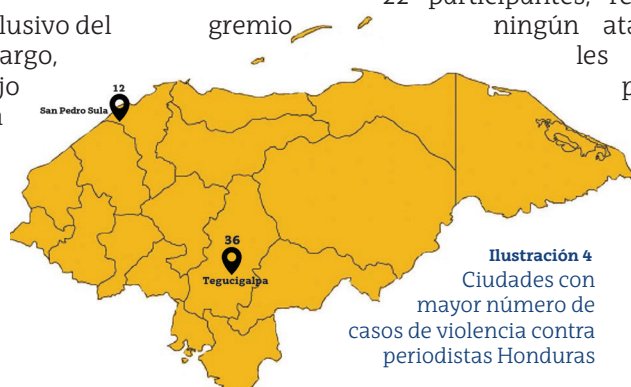 22 participantes,
lusivo del gremio ningún
argo, les
jo
12
San Pedro Sula
36
Tegucigalpa
Ilustración 4
Ciudades con
mayor número de
casos de violencia contra
periodistas Honduras